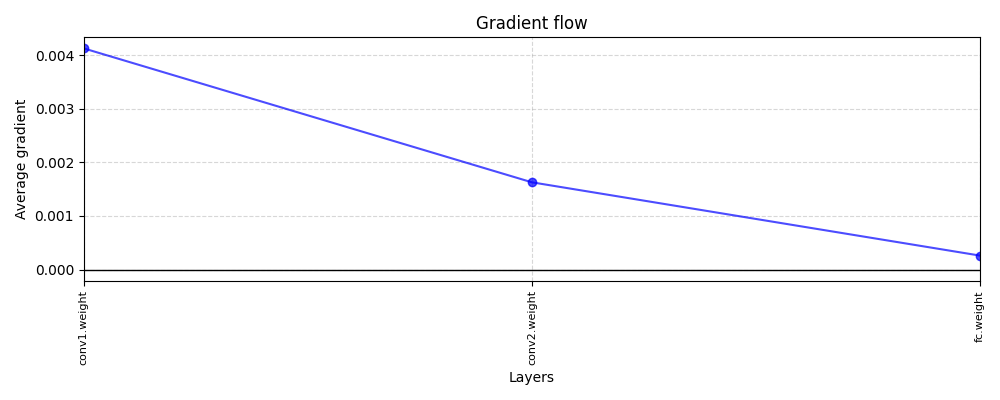 Gradient flow
Average gradient
0.004
0.003
0.002
0.001
0.000
conv1.weight
conv2.weight
fc.weight
Layers